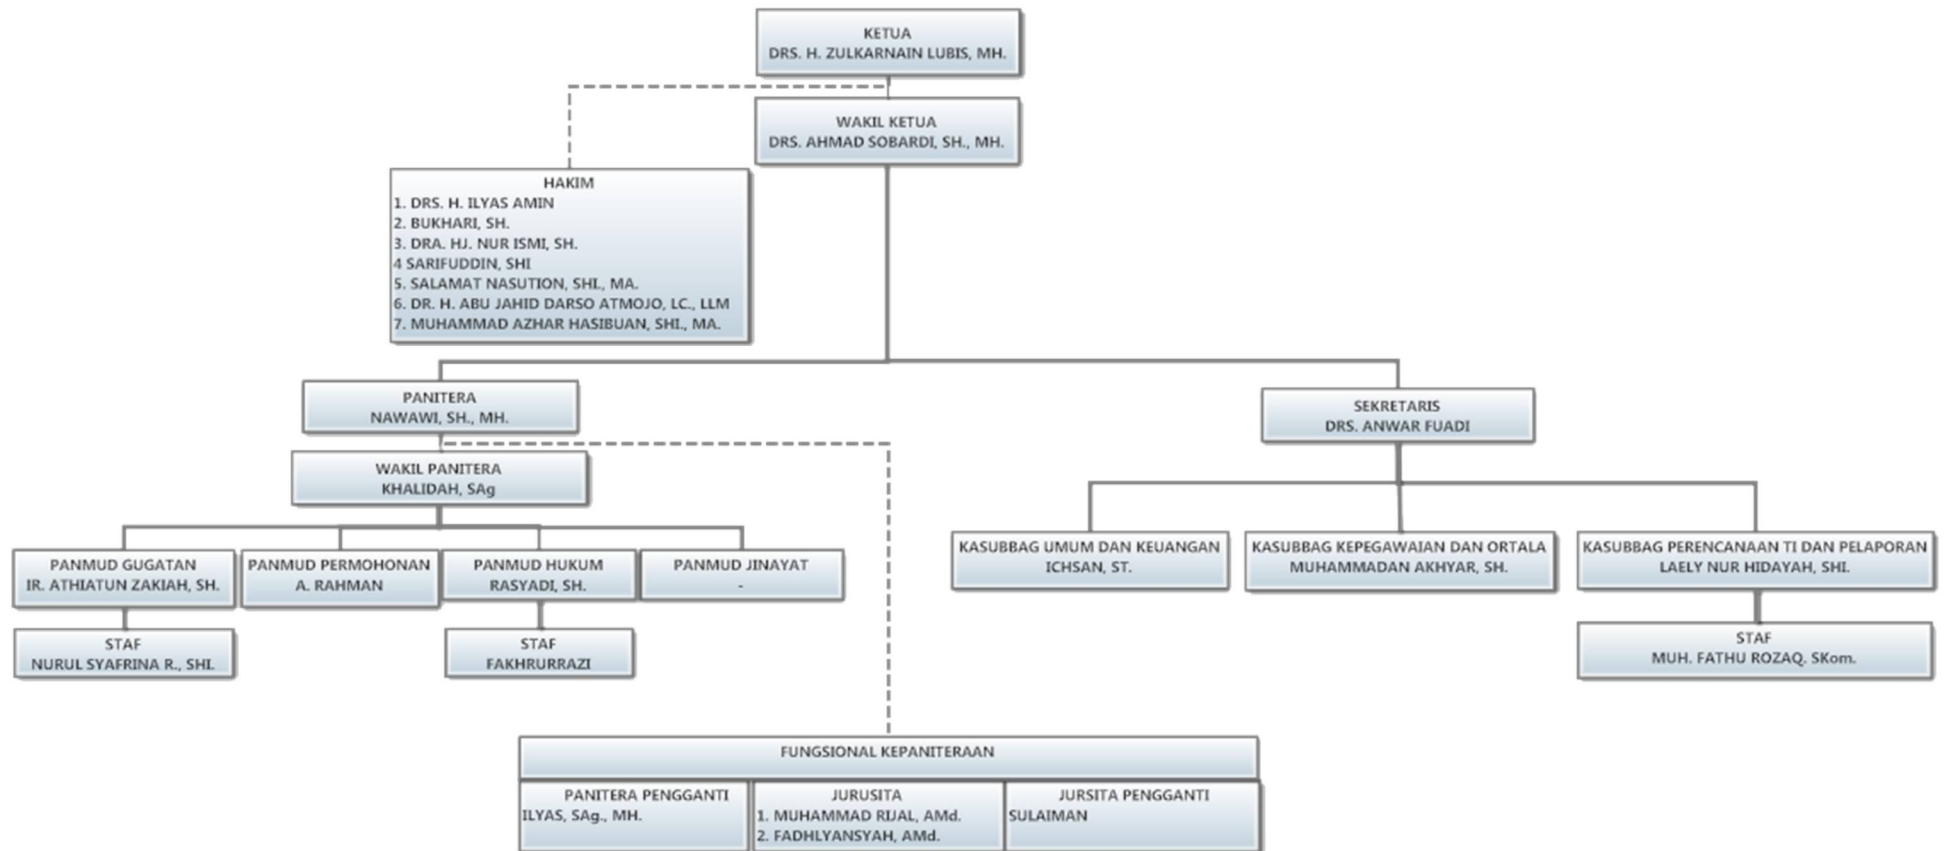 KETUA
DRS. H. ZULKARNAIN LUBIS, MH.
WAKIL KETUA
DRS. AHMAD SOBARDI, SH., MH.
HAKIM
1. DRS. H. ILYAS AMIN
2. BUKHARI, SH.
3. DRA. HJ. NUR ISMI, SH.
4 SARIFUDDIN, SHI
5. SALAMAT NASUTION, SHI., MA.
6. DR. H. ABU JAHID DARSO ATMOJO, LC., LLM
7. MUHAMMAD AZHAR HASIBUAN, SHI., MA.
PANITERA
NAWAWI, SH., MH.
SEKRETARIS
DRS. ANWAR FUADI
WAKIL PANITERA
KHALIDAH, SAg
PANMUD GUGATAN
IR. ATHIATUN ZAKIAH, SH.
PANMUD PERMOHONAN
A. RAHMAN
PANMUD HUKUM
RASYADI, SH.
PANMUD JINAYAT
-
KASUBBAG UMUM DAN KEUANGAN
ICHSAN, ST.
KASUBBAG KEPEGAWAIAN DAN ORTALA
MUHAMMADAN AKHYAR, SH.
KASUBBAG PERENCANAAN TI DAN PELAPORAN
LAELY NUR HIDAYAH, SHI.
STAF
NURUL SYAFRINA R., SHI.
STAF
FAKHRURRAZI
STAF
MUH. FATHU ROZAQ. SKom.
FUNGSIONAL KEPANITERAAN
PANITERA PENGGANTI
ILYAS, SAg., MH.
JURUSITA
1. MUHAMMAD RIJAL, AMd.
2. FADHLYANSYAH, AMd.
JURSITA PENGGANTI
SULAIMAN